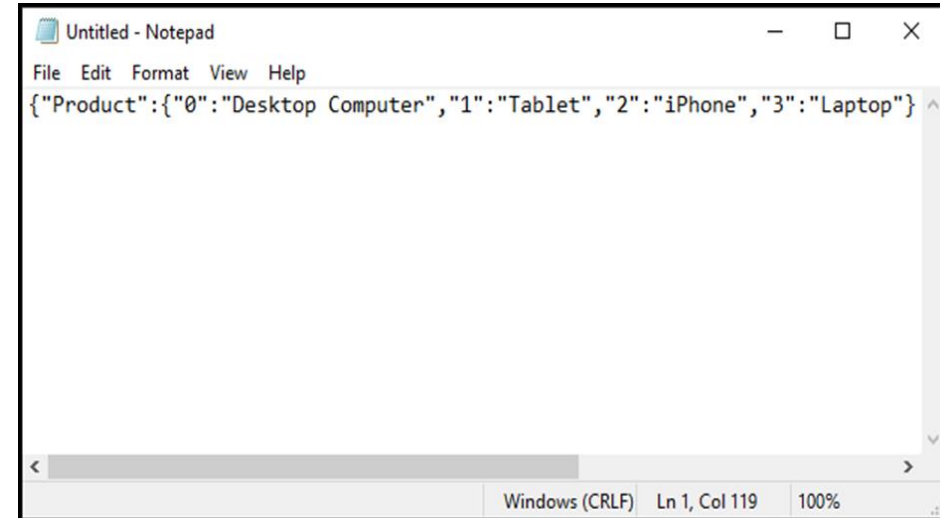 Untitled - Notepad
File Edit Format View Help
{"Product":{"0":"Desktop Computer","1":"Tablet","2":"iPhone","3":"Laptop"}
Windows (CRLF) Ln 1, Col 119 100%